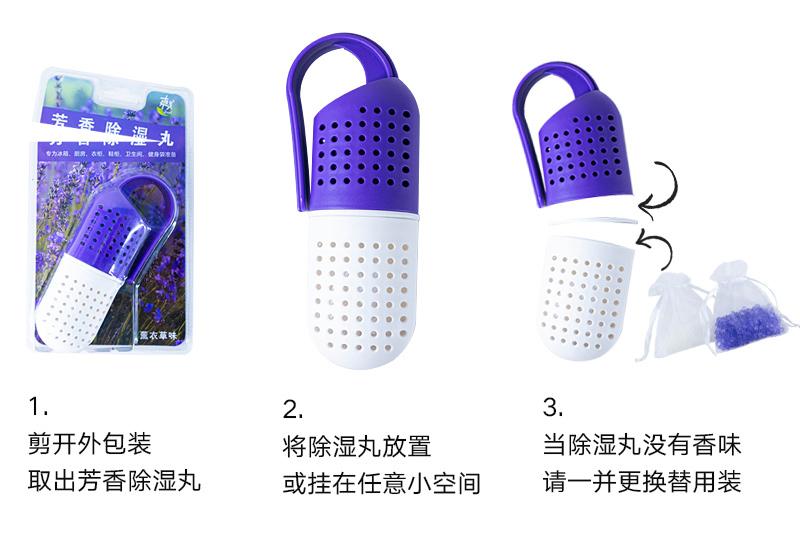 芳香除湿丸
专为冰箱、厨房、衣柜、鞋柜、卫生间、健身袋准备
薰衣草味
1.
剪开外包装
取出芳香除湿丸
2.
将除湿丸放置
或挂在任意小空间
3.
当除湿丸没有香味
请一并更换替用装